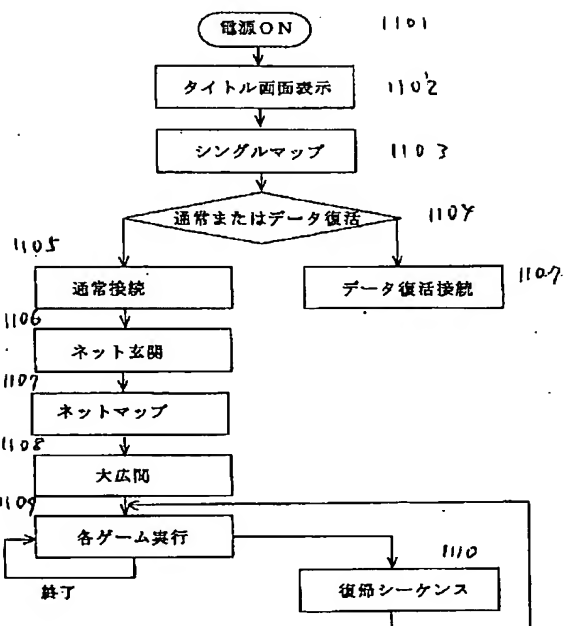 電源ON 1101
タイトル画面表示 1102
シングルマップ 1103
通常またはデータ復活 1104
1105
通常接続
データ復活接続 1107
1106
ネット玄関
1107
ネットマップ
1108
大広間
1109
各ゲーム実行
終了
1110
復帰シーケンス